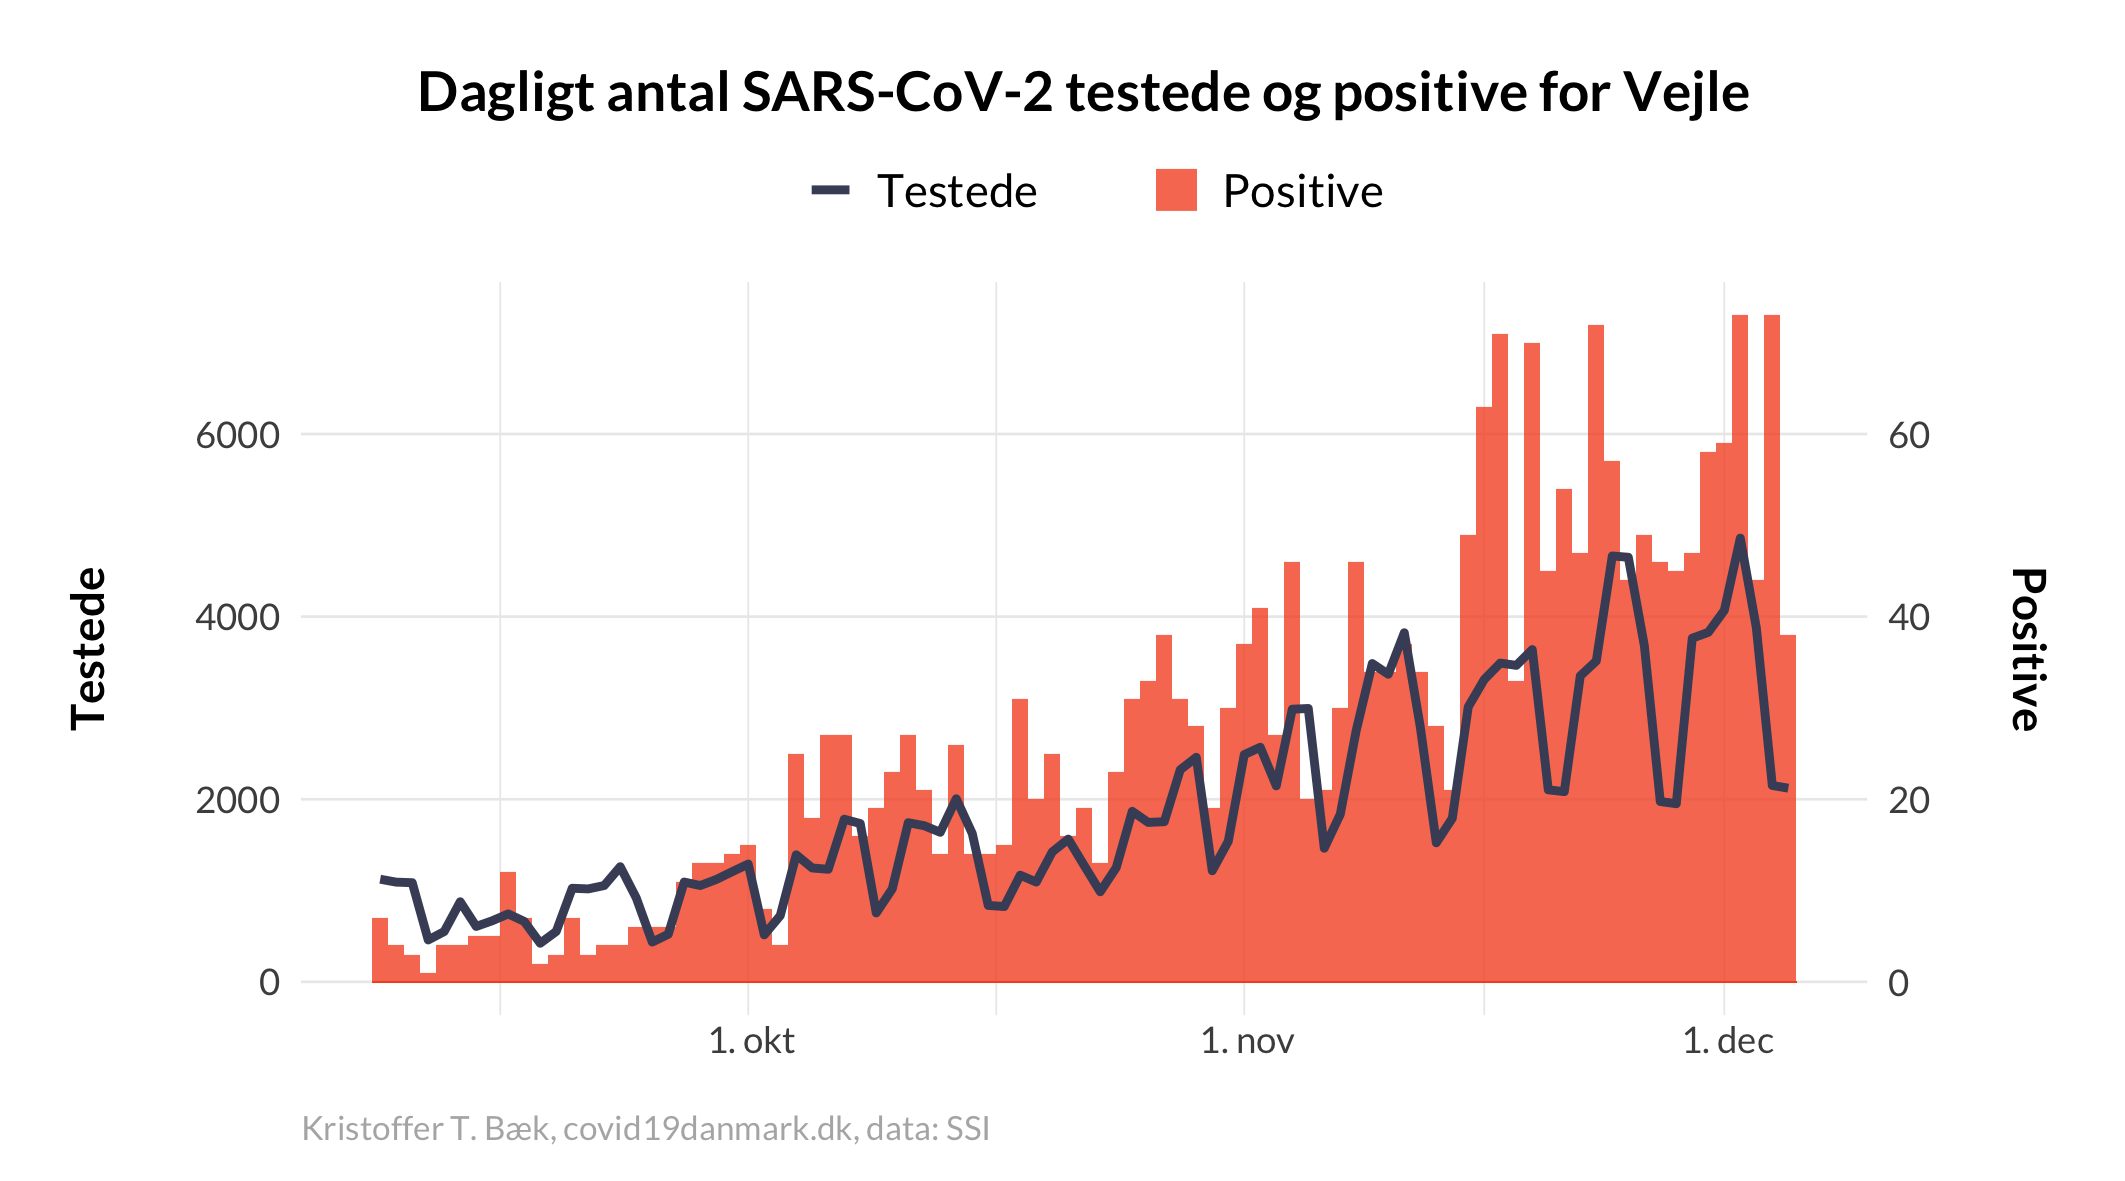 Dagligt antal SARS-CoV-2 testede og positive for Vejle
Testede
Positive
6000
4000
2000
0
60
40
20
0
Testede
Positive
1. okt
1. nov
1. dec
Kristoffer T. Bæk, covid19danmark.dk, data: SSI